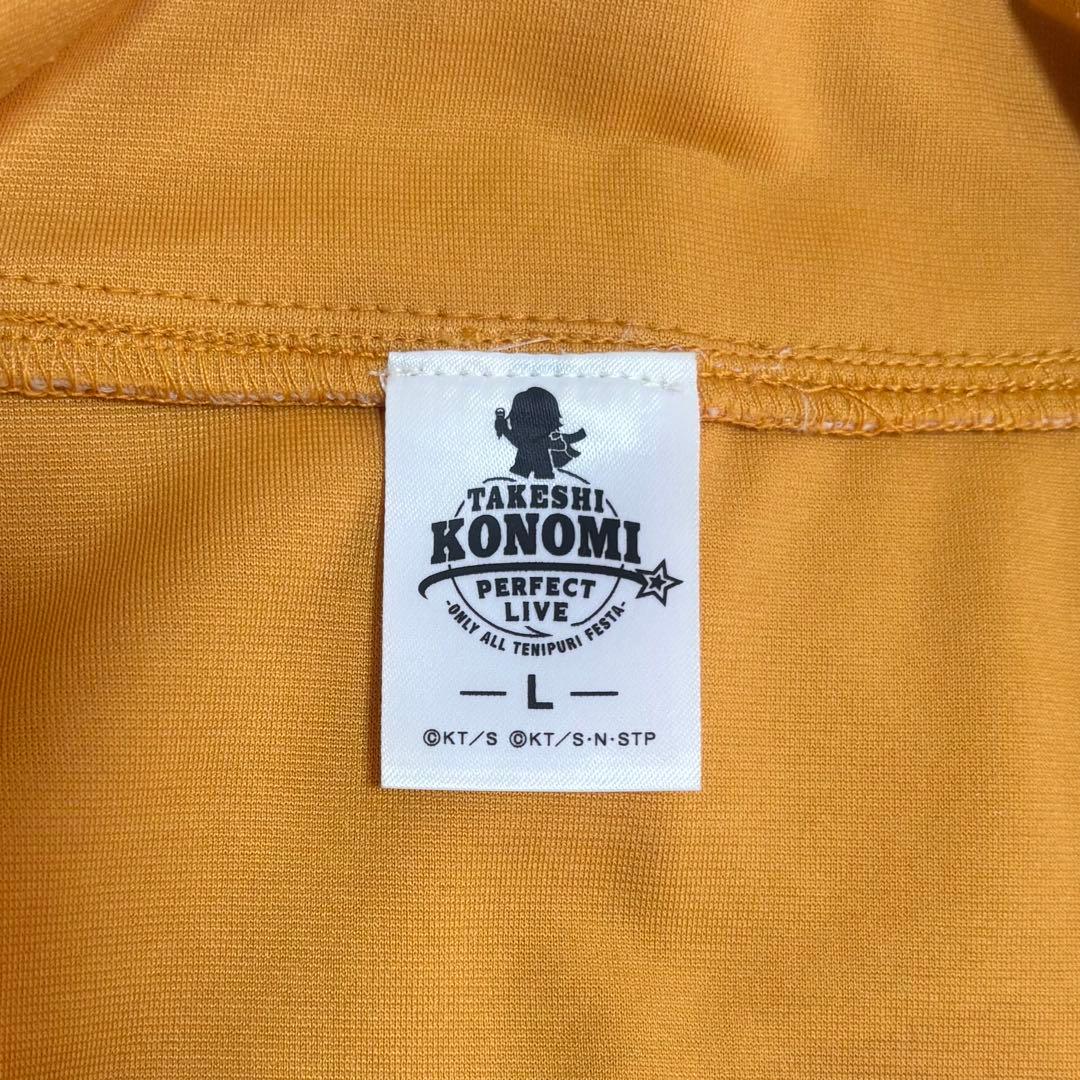 TAKESHI
KONOMI
PERFECT
LIVE
-ONLY ALL TENIPURI FESTA-
— L —
©KT/S ©KT/S·N·STP